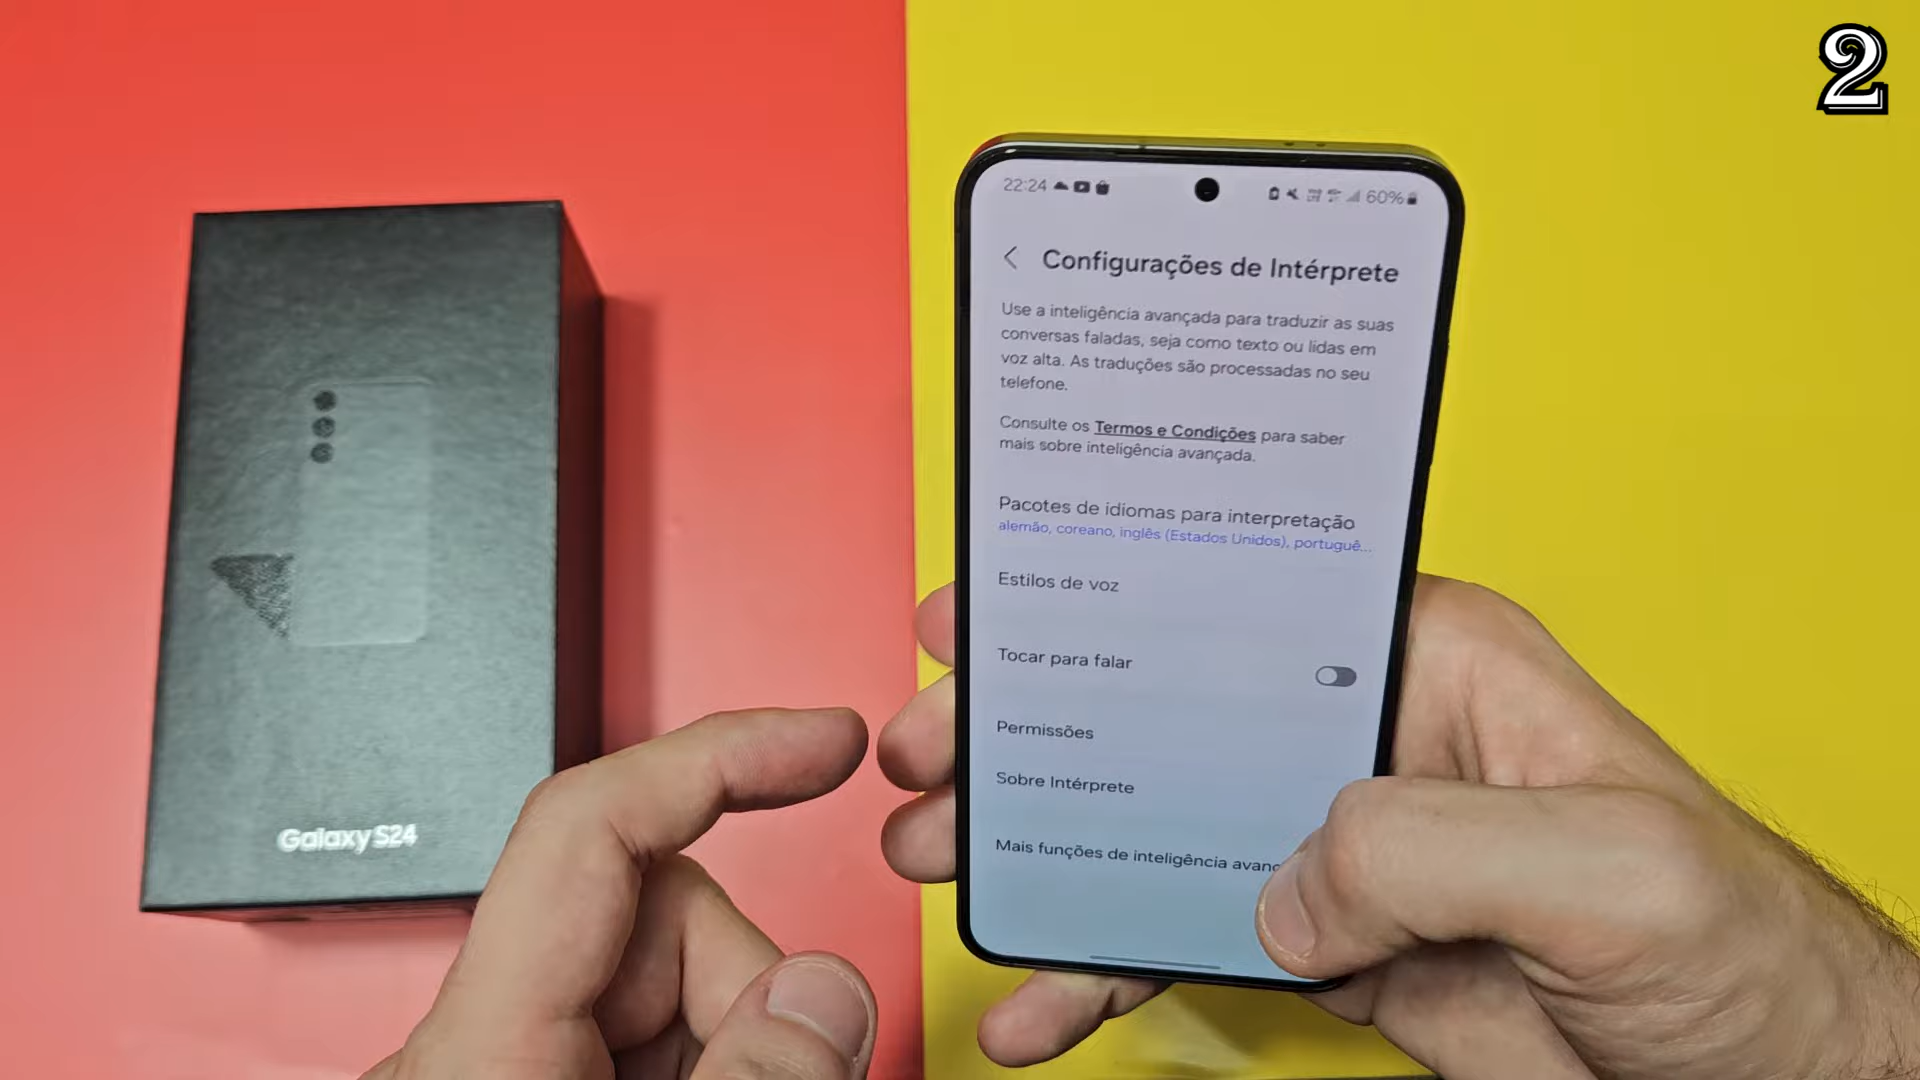 2
22:24
60%
Configurações de Intérprete
Use a inteligência avançada para traduzir as suas
conversas faladas, seja como texto ou lidas em
voz alta. As traduções são processadas no seu
telefone.
Consulte os Termos e Condições para saber
mais sobre inteligência avançada.
Pacotes de idiomas para interpretação
alemão, coreano, inglês (Estados Unidos), portuguê...
Estilos de voz
Tocar para falar
Permissões
Sobre Intérprete
Mais funções de inteligência avanç
Galaxy S24